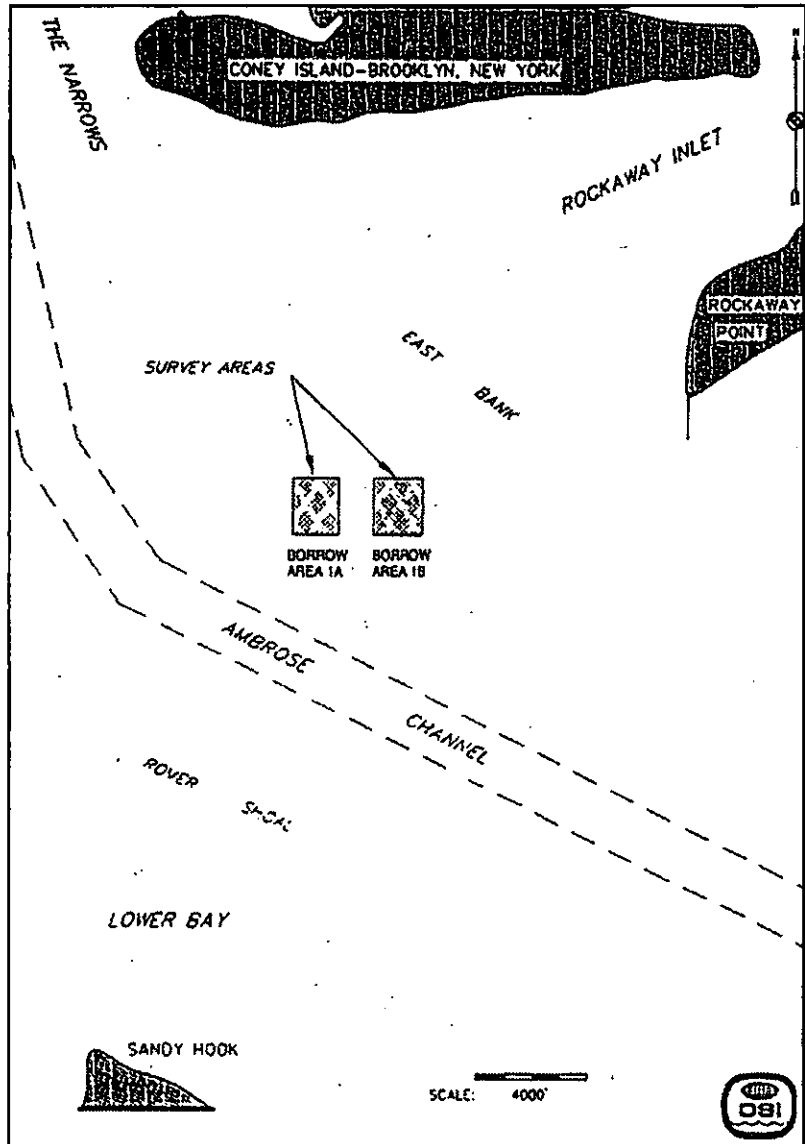 THE NARROWS
CONEY ISLAND-BROOKLYN, NEW YORK
N
ROCKAWAY INLET
ROCKAWAY
POINT
EAST
BANK
SURVEY AREAS
BORROW
AREA 1A
BORROW
AREA 1B
AMBROSE
CHANNEL
ROVER
SHOAL
LOWER BAY
SANDY HOOK
SCALE: 4000'
OSI